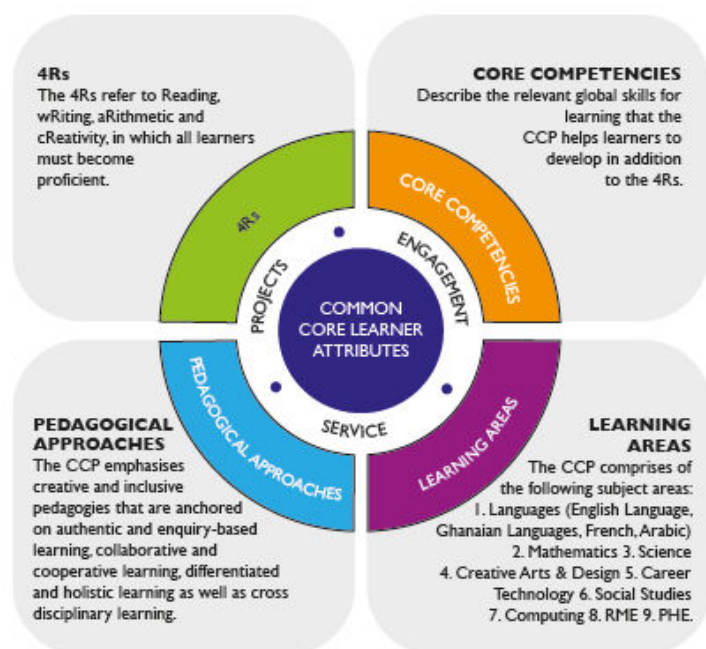 4Rs
The 4Rs refer to Reading,
wRiting, aRithmetic and
cReativity, in which all learners
must become
proficient.
CORE COMPETENCIES
Describe the relevant global skills for
learning that the
CCP helps learners to
develop in addition
to the 4Rs.
4Rs
CORE COMPETENCIES
PROJECTS
ENGAGEMENT
COMMON
CORE LEARNER
ATTRIBUTES
SERVICE
PEDAGOGICAL APPROACHES
LEARNING AREAS
PEDAGOGICAL
APPROACHES
The CCP emphasises
creative and inclusive
pedagogies that are anchored
on authentic and enquiry-based
learning, collaborative and
cooperative learning, differentiated
and holistic learning as well as cross
disciplinary learning.
LEARNING
AREAS
The CCP comprises of
the following subject areas:
1. Languages (English Language,
Ghanaian Languages, French, Arabic)
2. Mathematics 3. Science
4. Creative Arts & Design 5. Career
Technology 6. Social Studies
7. Computing 8. RME 9. PHE.